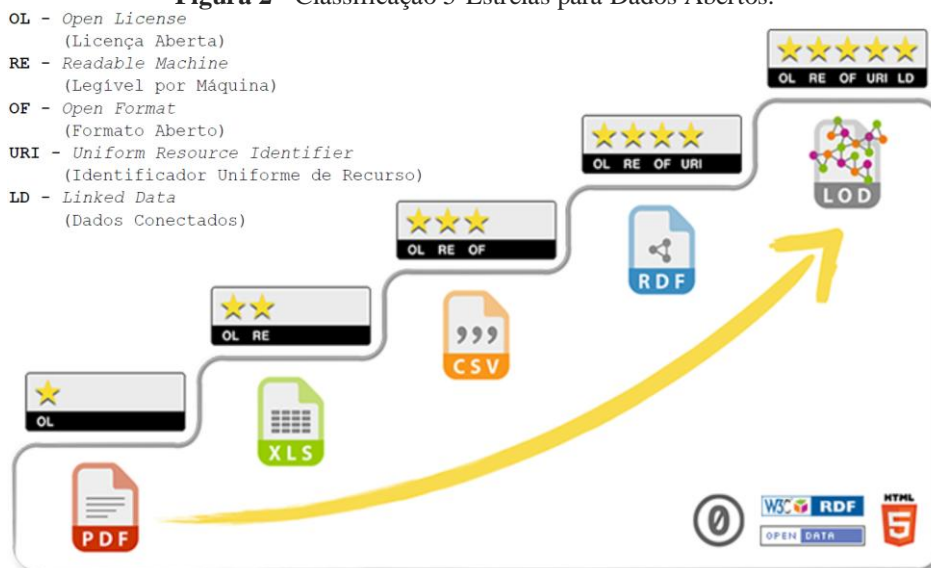 Figura 2 - Classificação 5-Estrelas para Dados Abertos.
OL - Open License
(Licença Aberta)
RE - Readable Machine
(Legível por Máquina)
OF - Open Format
(Formato Aberto)
URI - Uniform Resource Identifier
(Identificador Uniforme de Recurso)
LD - Linked Data
(Dados Conectados)
OL RE OF URI LD
LOD
OL RE OF URI
RDF
OL RE OF
CSV
OL RE
XLS
OL
PDF
W3C RDF
OPEN DATA
HTML
5